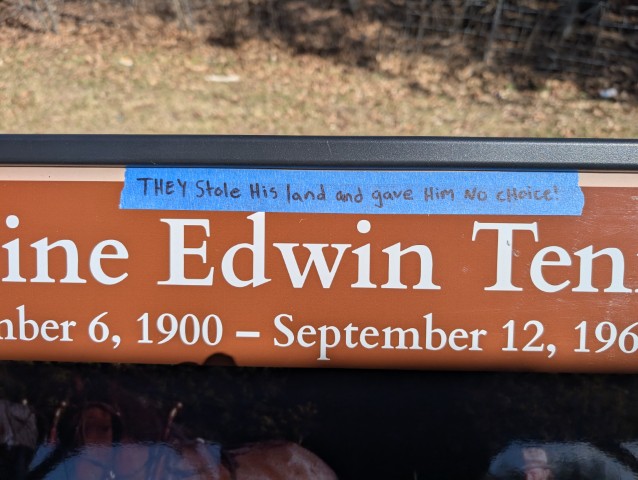 THEY Stole His land and gave Him NO CHoice!
ine Edwin Ten
mber 6, 1900 – September 12, 196